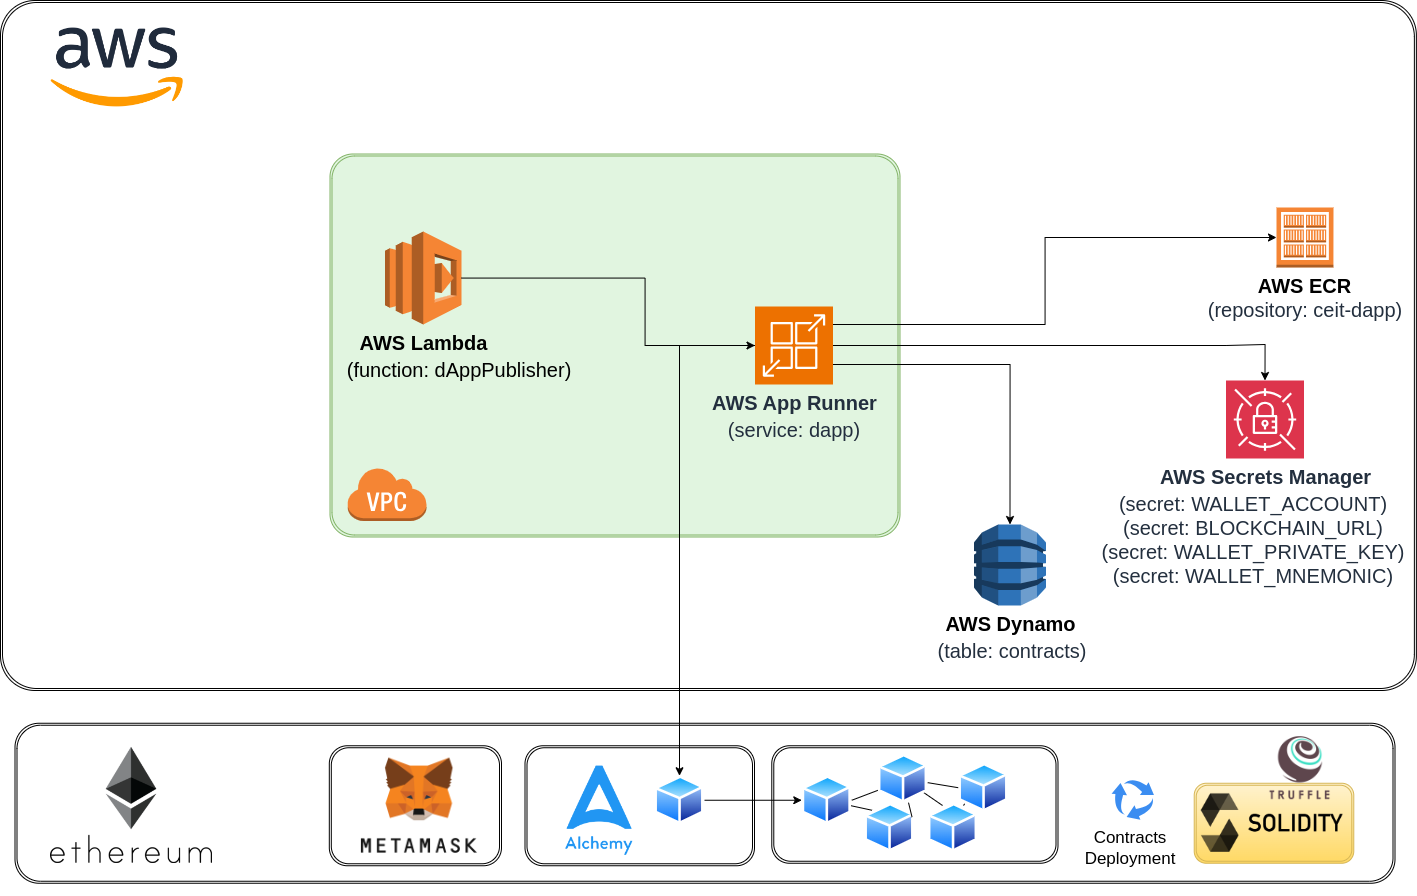 aws
AWS Lambda
(function: dAppPublisher)
VPC
AWS App Runner
(service: dapp)
AWS ECR
(repository: ceit-dapp)
AWS Secrets Manager
(secret: WALLET_ACCOUNT)
(secret: BLOCKCHAIN_URL)
(secret: WALLET_PRIVATE_KEY)
(secret: WALLET_MNEMONIC)
AWS Dynamo
(table: contracts)
ethereum
METAMASK
Alchemy
Contracts
Deployment
TRUFFLE
SOLIDITY